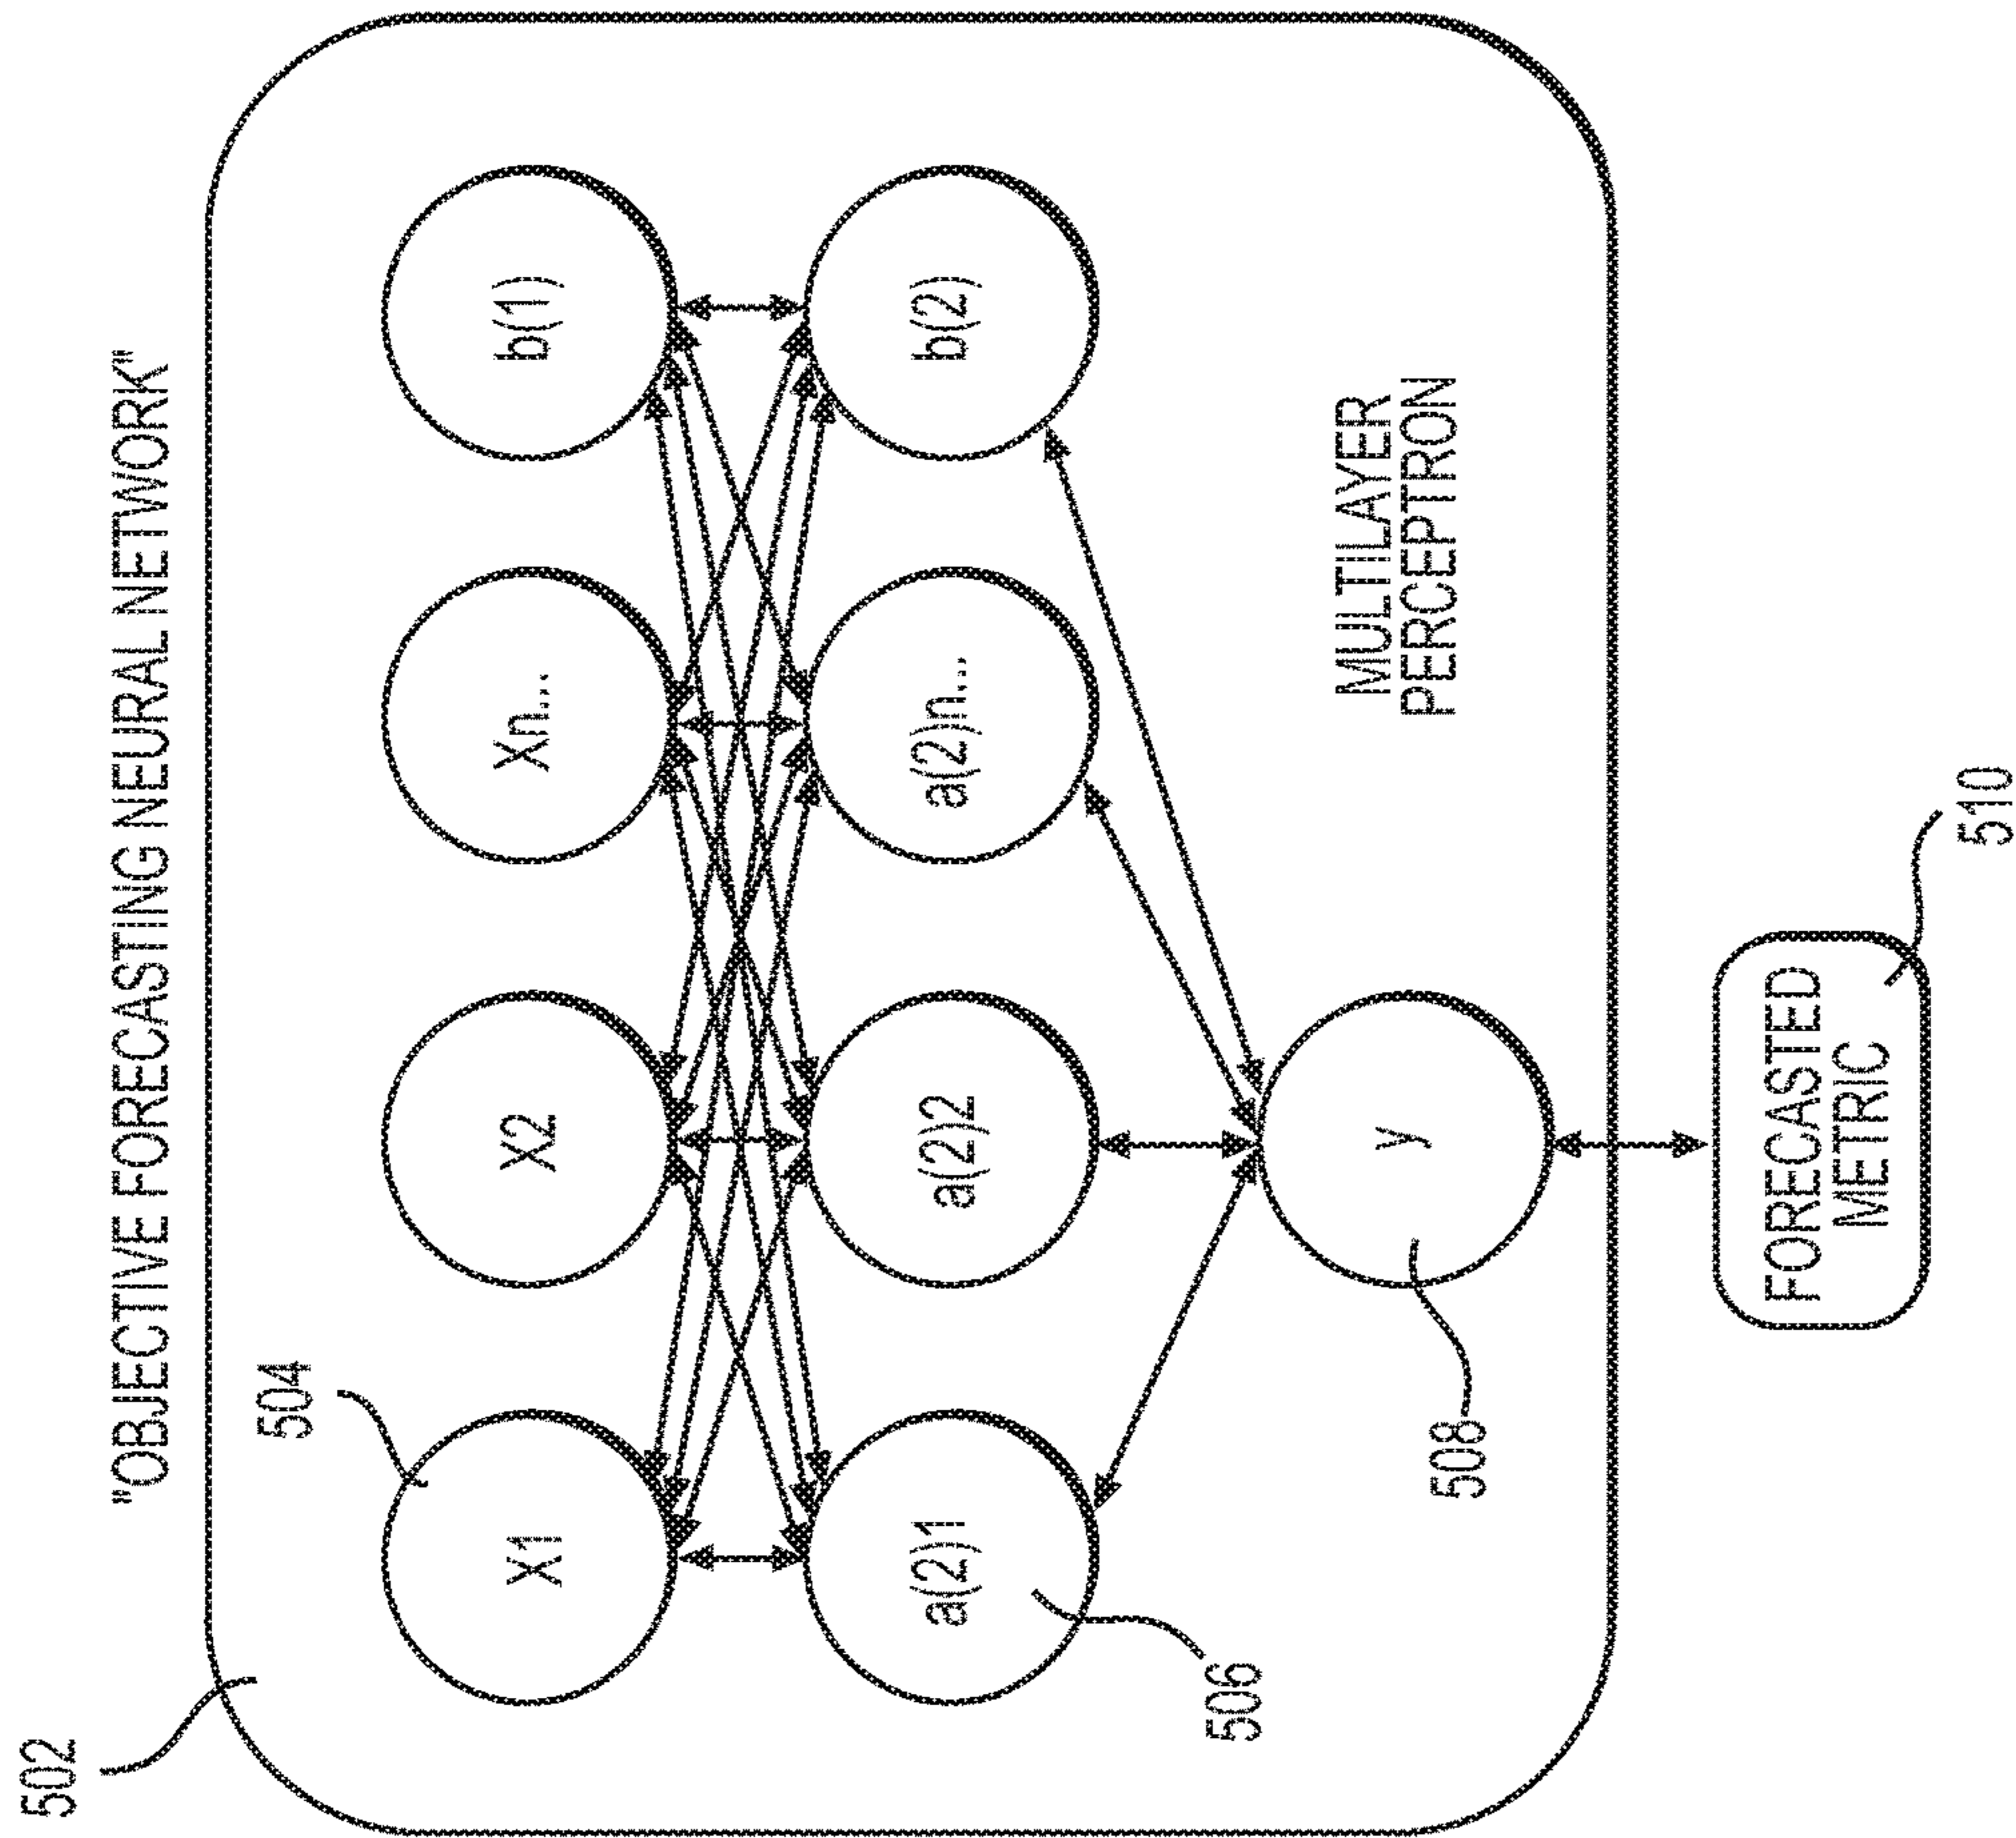 "OBJECTIVE FORECASTING NEURAL NETWORK"
502
504
X1
X2
Xn...
b(1)
a(2)1
a(2)2
a(2)n...
b(2)
506
y
508
MULTILAYER
PERCEPTRON
FORECASTED
METRIC
510